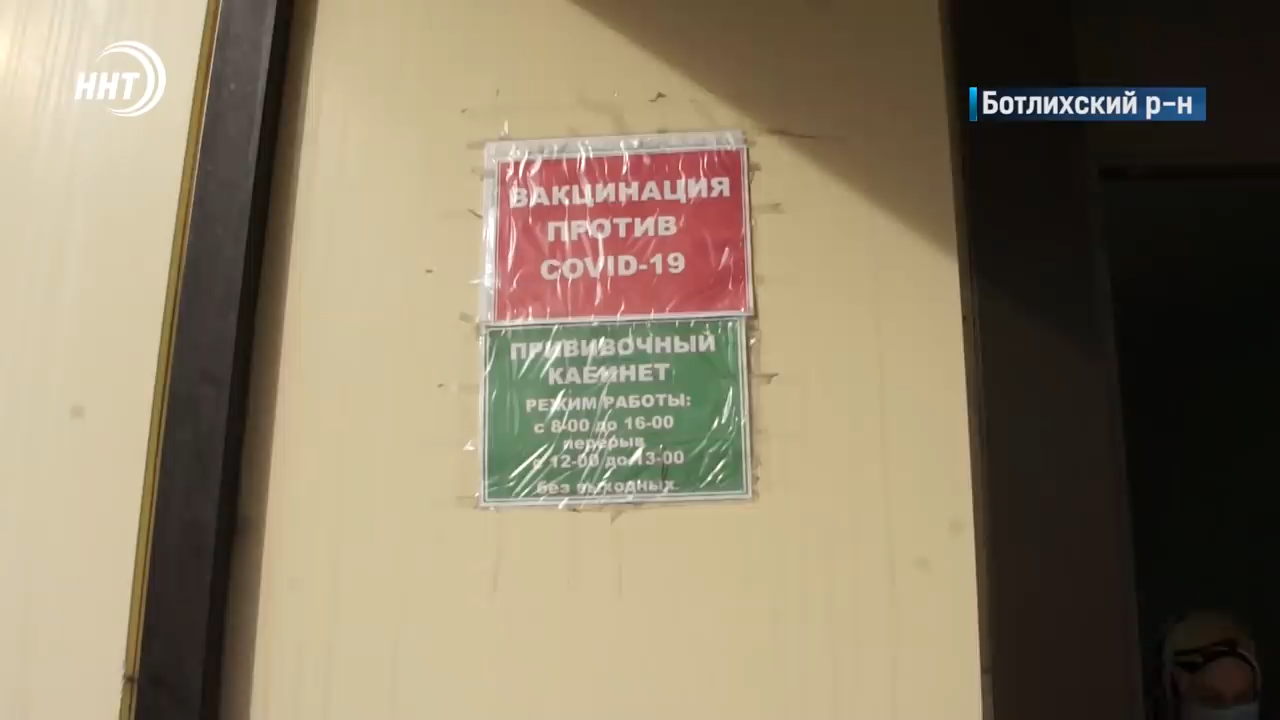 ННТ
Ботлихский р-н
ВАКЦИНАЦИЯ
ПРОТИВ
COVID-19
ПРИВИВОЧНЫЙ
КАБИНЕТ
РЕЖИМ РАБОТЫ:
с 8-00 до 16-00
перерыв
с 12-00 до 13-00
без выходных.